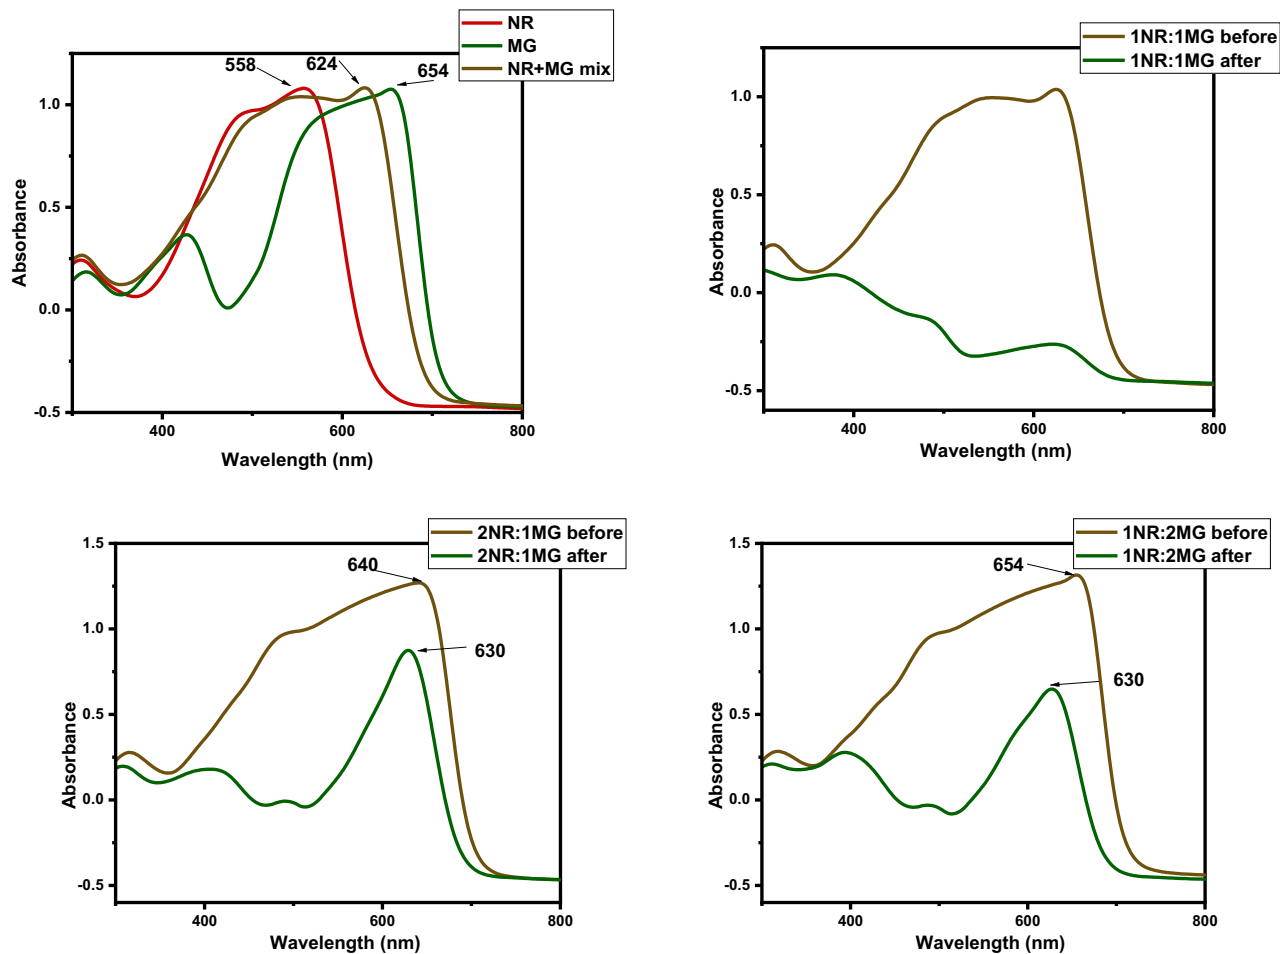 NR
MG
NR+MG mix
558
624
654
1.0
0.5
0.0
-0.5
400
600
800
Absorbance
Wavelength (nm)
1NR:1MG before
1NR:1MG after
1.0
0.5
0.0
-0.5
400
600
800
Absorbance
Wavelength (nm)
2NR:1MG before
2NR:1MG after
640
630
1.5
1.0
0.5
0.0
-0.5
400
600
800
Absorbance
Wavelength (nm)
1NR:2MG before
1NR:2MG after
654
630
1.5
1.0
0.5
0.0
-0.5
400
600
800
Absorbance
Wavelength (nm)